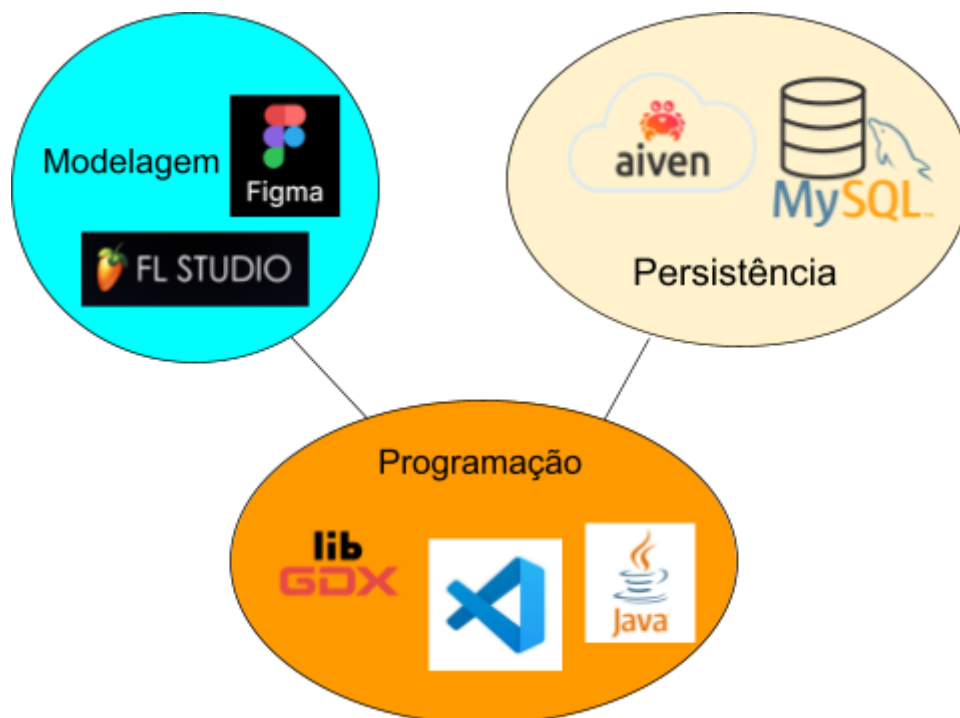 Modelagem
Figma
FL STUDIO
aiven
MySQL
Persistência
Programação
lib
GDX
Java